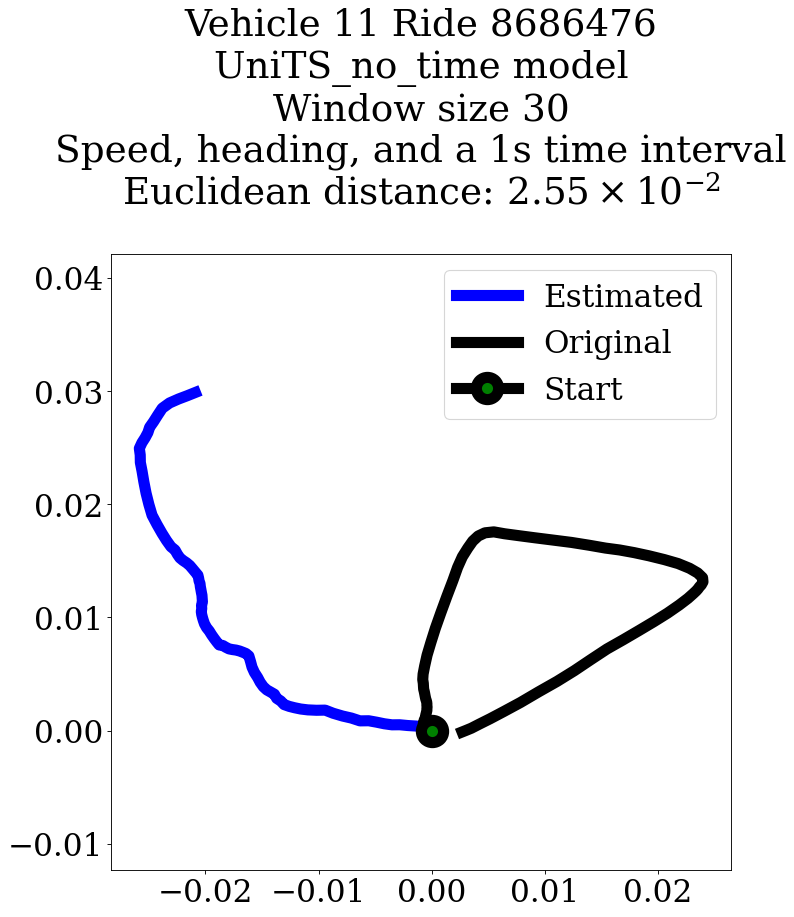 Vehicle 11 Ride 8686476
UniTS_no_time model
Window size 30
Speed, heading, and a 1s time interval
Euclidean distance: 2.55 × 10⁻²
0.04
0.03
0.02
0.01
0.00
−0.01
Estimated
Original
Start
−0.02 −0.01 0.00 0.01 0.02